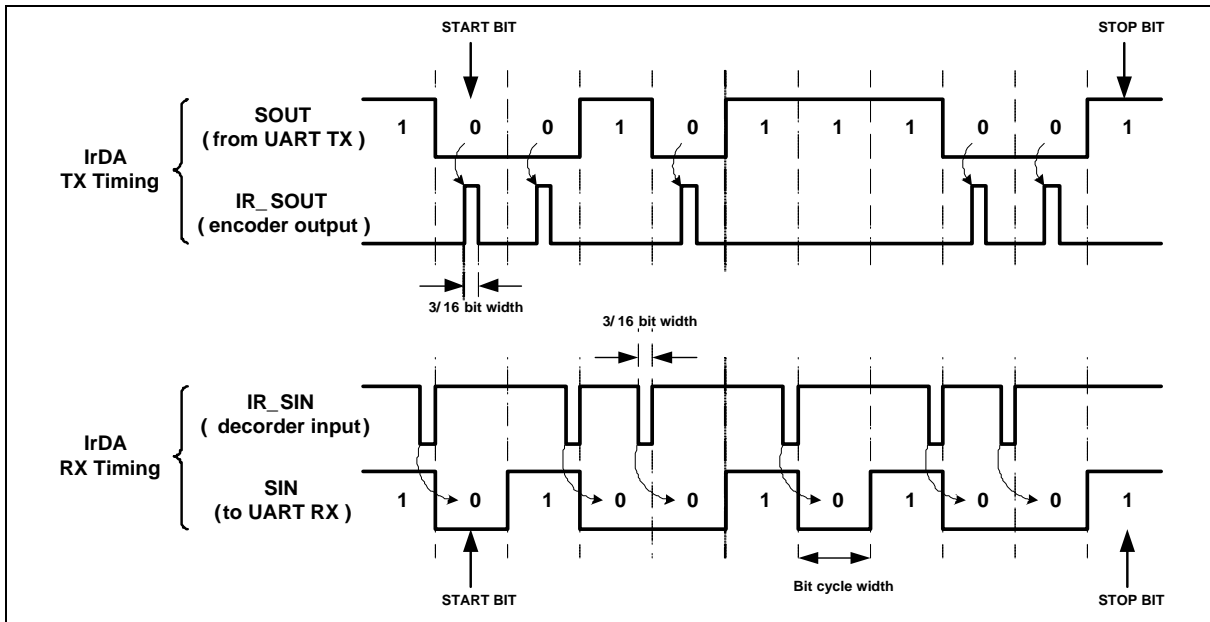 START BIT
STOP BIT
SOUT
( from UART TX )
1 0 0 1 0 1 1 1 0 0 1
IrDA
TX Timing
IR_SOUT
( encoder output )
3/16 bit width
3/16 bit width
IR_SIN
( decorder input)
IrDA
RX Timing
SIN
(to UART RX )
1 0 1 0 0 1 0 1 0 0 1
Bit cycle width
START BIT
STOP BIT